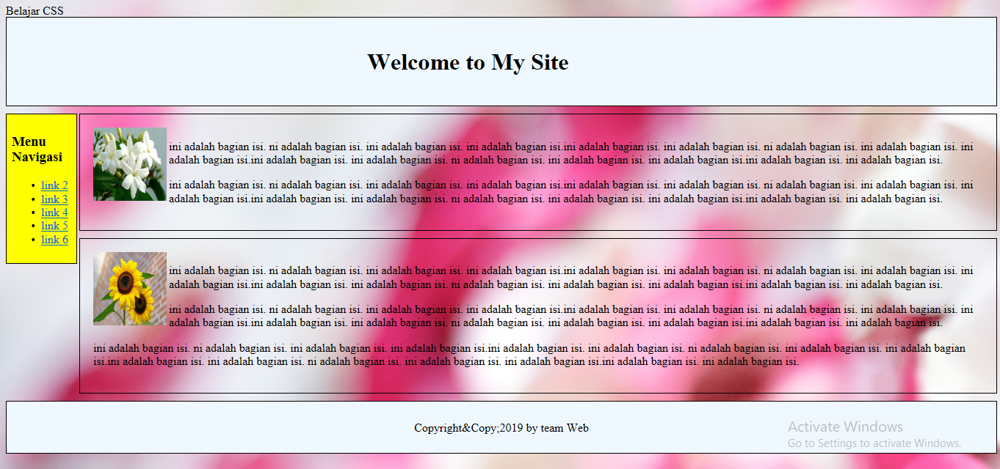 Belajar CSS
Welcome to My Site
Menu
Navigasi
• link 2
• link 3
• link 4
• link 5
• link 6
ini adalah bagian isi. ni adalah bagian isi. ini adalah bagian isi. ini adalah bagian isi.ini adalah bagian isi. ini adalah bagian isi. ni adalah bagian isi. ini adalah bagian isi. ini
adalah bagian isi.ini adalah bagian isi. ini adalah bagian isi. ni adalah bagian isi. ini adalah bagian isi. ini adalah bagian isi.ini adalah bagian isi. ini adalah bagian isi.
ini adalah bagian isi. ni adalah bagian isi. ini adalah bagian isi. ini adalah bagian isi.ini adalah bagian isi. ini adalah bagian isi. ni adalah bagian isi. ini adalah bagian isi. ini
adalah bagian isi.ini adalah bagian isi. ini adalah bagian isi. ni adalah bagian isi. ini adalah bagian isi. ini adalah bagian isi.ini adalah bagian isi. ini adalah bagian isi.
ini adalah bagian isi. ni adalah bagian isi. ini adalah bagian isi. ini adalah bagian isi.ini adalah bagian isi. ini adalah bagian isi. ni adalah bagian isi. ini adalah bagian isi. ini
adalah bagian isi.ini adalah bagian isi. ini adalah bagian isi. ni adalah bagian isi. ini adalah bagian isi. ini adalah bagian isi.ini adalah bagian isi. ini adalah bagian isi.
ini adalah bagian isi. ni adalah bagian isi. ini adalah bagian isi. ini adalah bagian isi.ini adalah bagian isi. ini adalah bagian isi. ni adalah bagian isi. ini adalah bagian isi. ini
adalah bagian isi.ini adalah bagian isi. ini adalah bagian isi. ni adalah bagian isi. ini adalah bagian isi. ini adalah bagian isi.ini adalah bagian isi. ini adalah bagian isi.
ini adalah bagian isi. ni adalah bagian isi. ini adalah bagian isi. ini adalah bagian isi.ini adalah bagian isi. ini adalah bagian isi. ni adalah bagian isi. ini adalah bagian isi. ini adalah bagian
isi.ini adalah bagian isi. ini adalah bagian isi. ni adalah bagian isi. ini adalah bagian isi. ini adalah bagian isi.ini adalah bagian isi. ini adalah bagian isi.
Copyright&Copy;2019 by team Web
Activate Windows
Go to Settings to activate Windows.